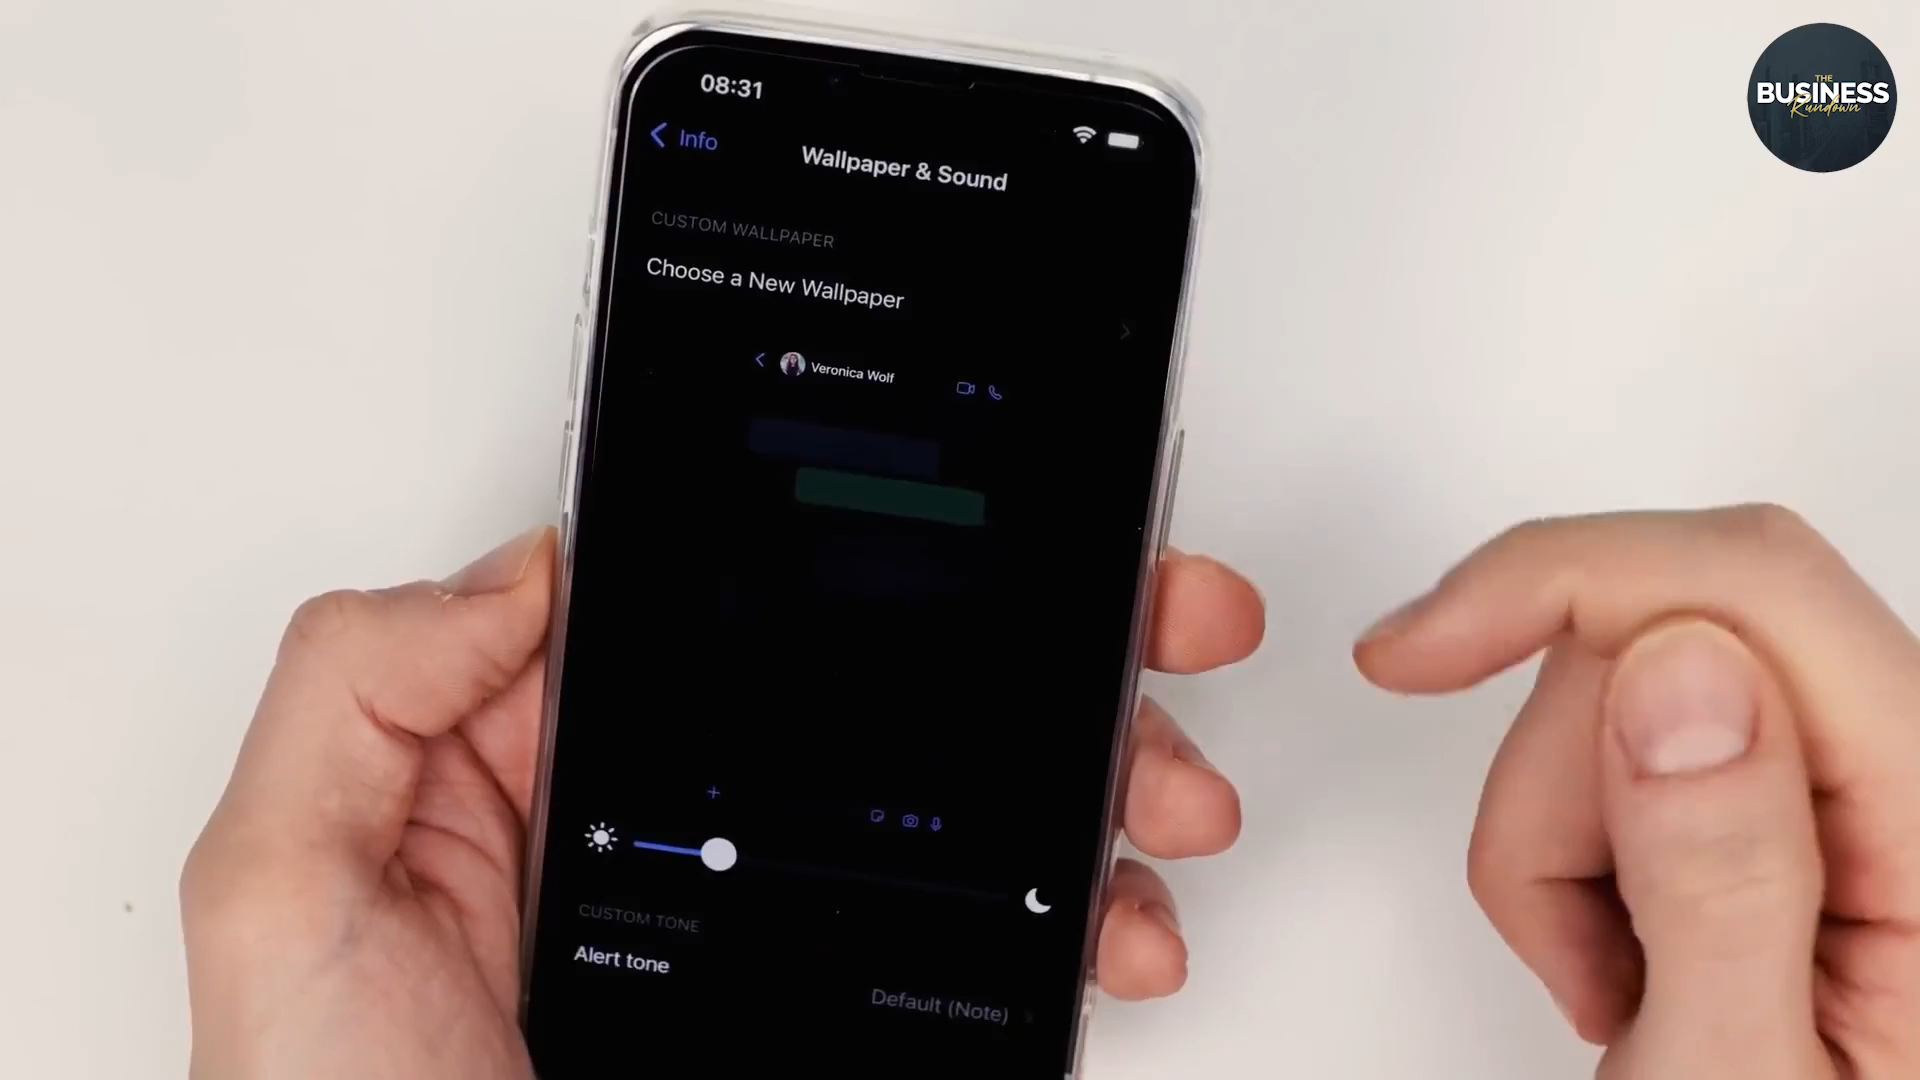 THE
BUSINESS
Rundown
08:31
Info
Wallpaper & Sound
CUSTOM WALLPAPER
Choose a New Wallpaper
Veronica Wolf
CUSTOM TONE
Alert tone
Default (Note)